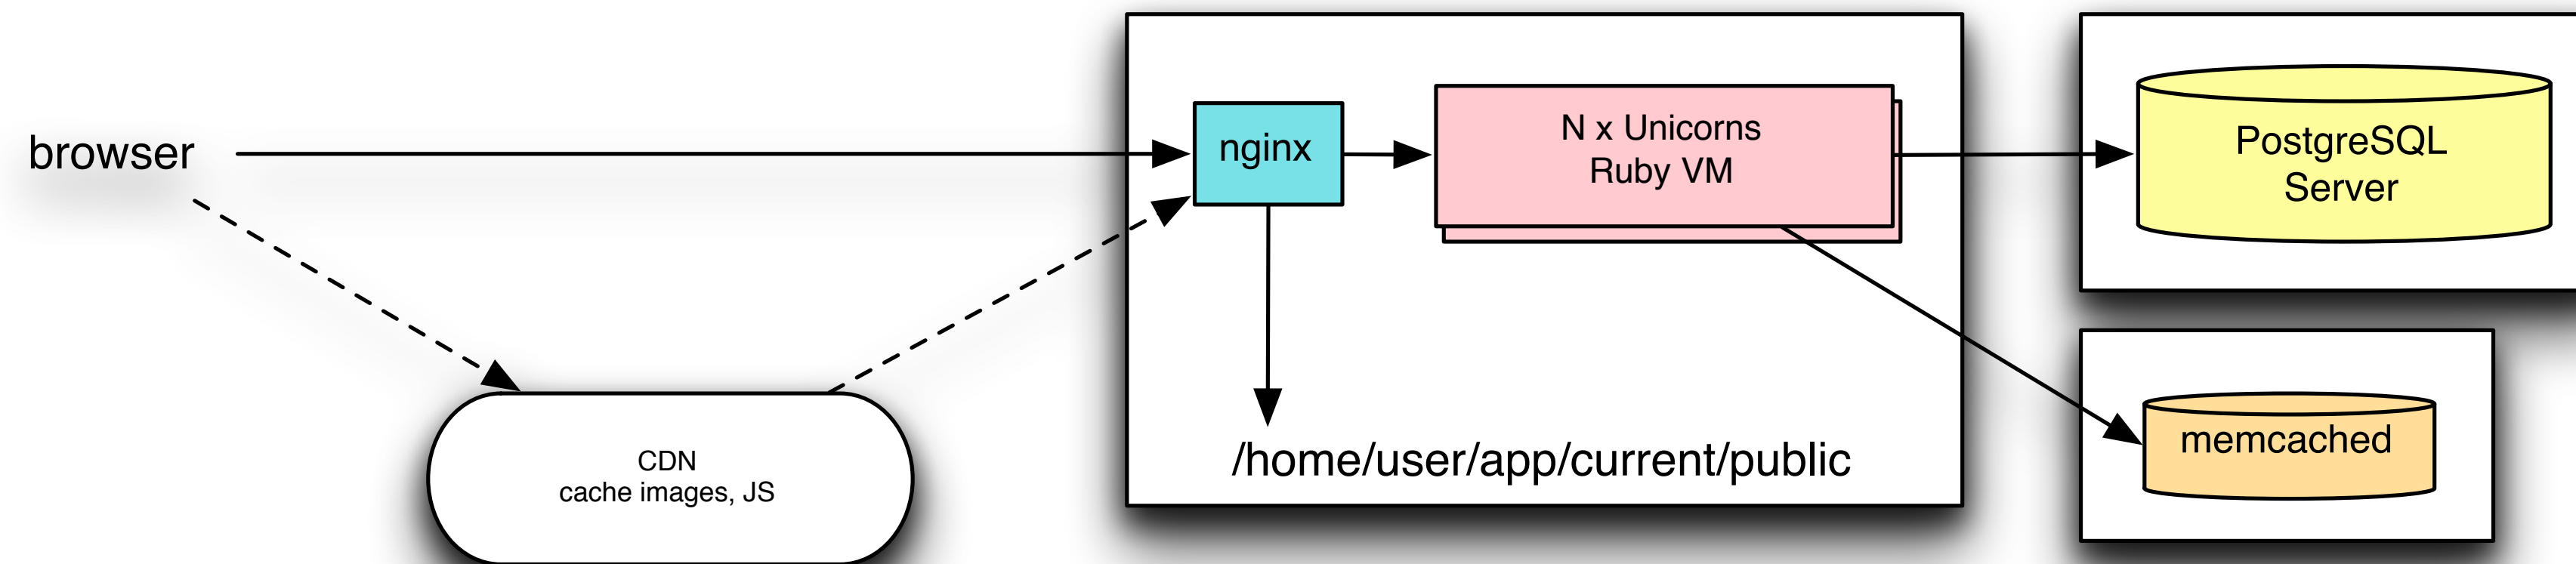 browser
nginx
N x Unicorns
Ruby VM
PostgreSQL
Server
CDN
cache images, JS
/home/user/app/current/public
memcached